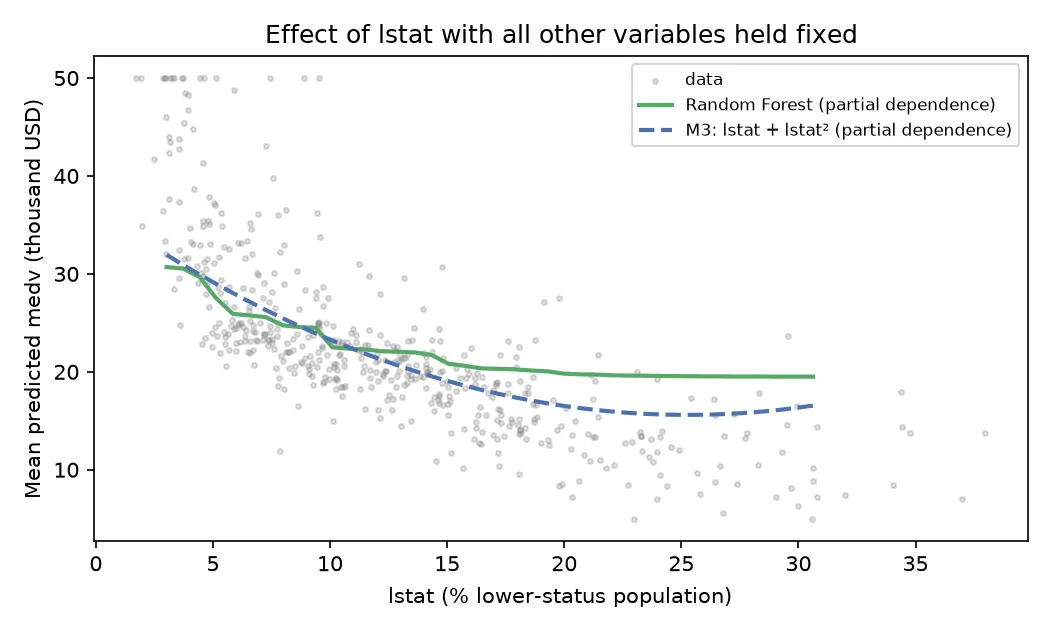 Effect of lstat with all other variables held fixed
data
Random Forest (partial dependence)
M3: lstat + lstat² (partial dependence)
Mean predicted medv (thousand USD)
50
40
30
20
10
0 5 10 15 20 25 30 35
lstat (% lower-status population)